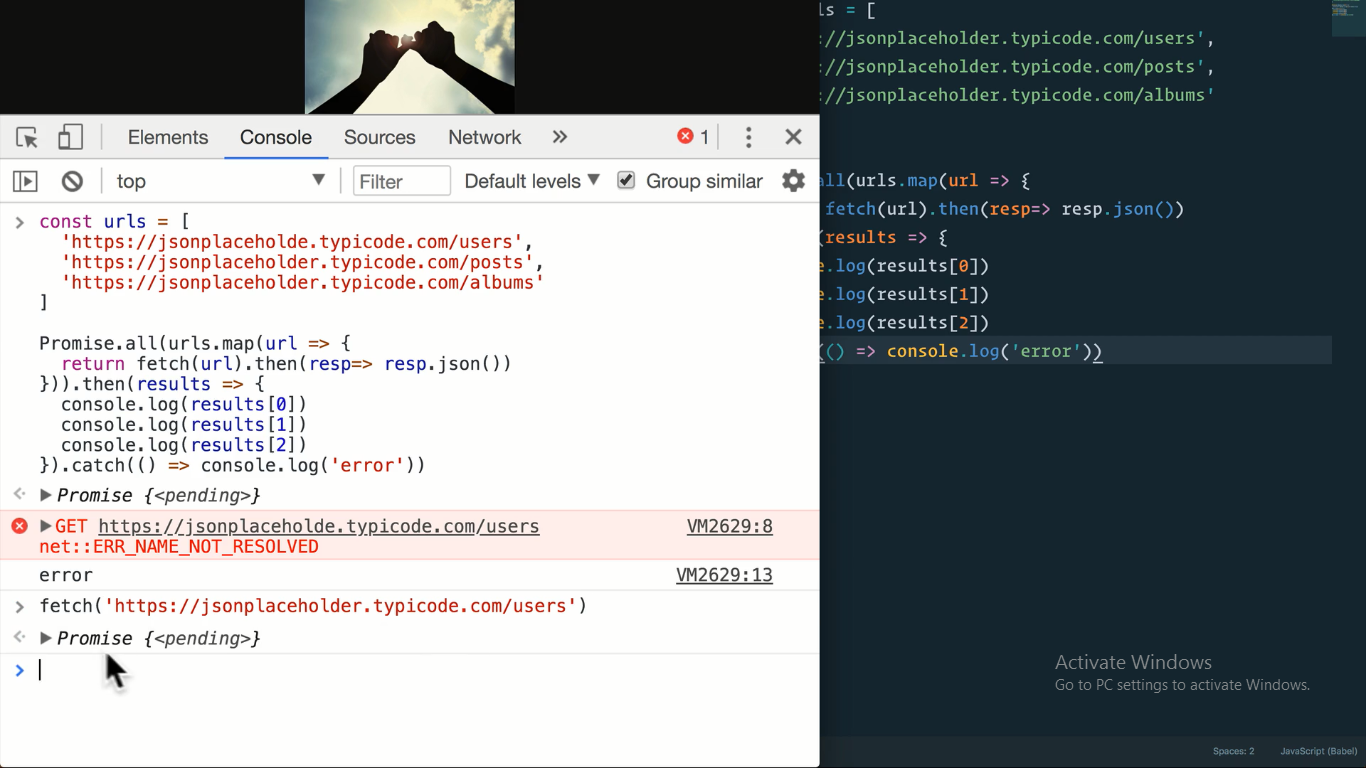 Elements Console Sources Network » 1
top Filter Default levels Group similar
const urls = [
'https://jsonplaceholde.typicode.com/users',
'https://jsonplaceholder.typicode.com/posts',
'https://jsonplaceholder.typicode.com/albums'
]
Promise.all(urls.map(url => {
return fetch(url).then(resp=> resp.json())
})).then(results => {
console.log(results[0])
console.log(results[1])
console.log(results[2])
}).catch(() => console.log('error'))
Promise {<pending>}
GET https://jsonplaceholde.typicode.com/users VM2629:8
net::ERR_NAME_NOT_RESOLVED
error VM2629:13
fetch('https://jsonplaceholder.typicode.com/users')
Promise {<pending>}
ls = [
://jsonplaceholder.typicode.com/users',
://jsonplaceholder.typicode.com/posts',
://jsonplaceholder.typicode.com/albums'
all(urls.map(url => {
fetch(url).then(resp=> resp.json())
(results => {
e.log(results[0])
e.log(results[1])
e.log(results[2])
(() => console.log('error'))
Activate Windows
Go to PC settings to activate Windows.
Spaces: 2 JavaScript (Babel)